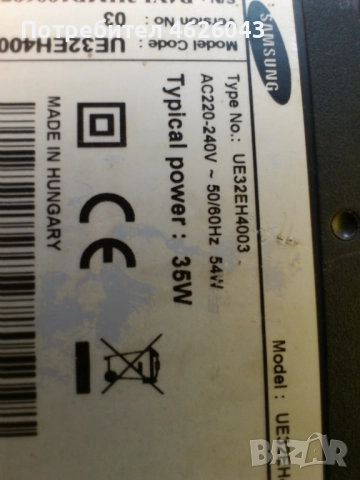 Потребител 4626043
SAMSUNG
Model : UE32EH4
Type No.: UE32EH4003
AC220-240V ~ 50/60Hz 54W
Typical power : 35W
Model Code : UE32EH400
Version No : 03
CE
MADE IN HUNGARY
BAZAR